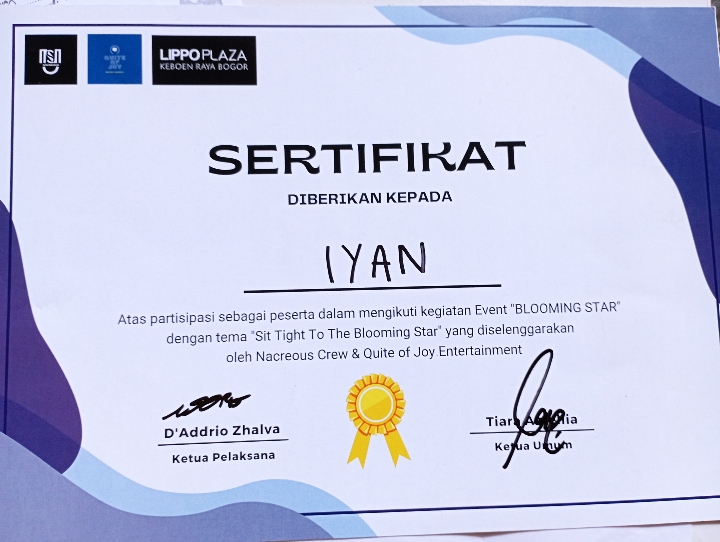 LIPPO PLAZA
KEBOEN RAYA BOGOR
SERTIFIKAT
DIBERIKAN KEPADA
IYAN
Atas partisipasi sebagai peserta dalam mengikuti kegiatan Event "BLOOMING STAR"
dengan tema "Sit Tight To The Blooming Star" yang diselenggarakan
oleh Nacreous Crew & Quite of Joy Entertainment
D'Addrio Zhalva
Ketua Pelaksana
Tiara
Ketua Umum